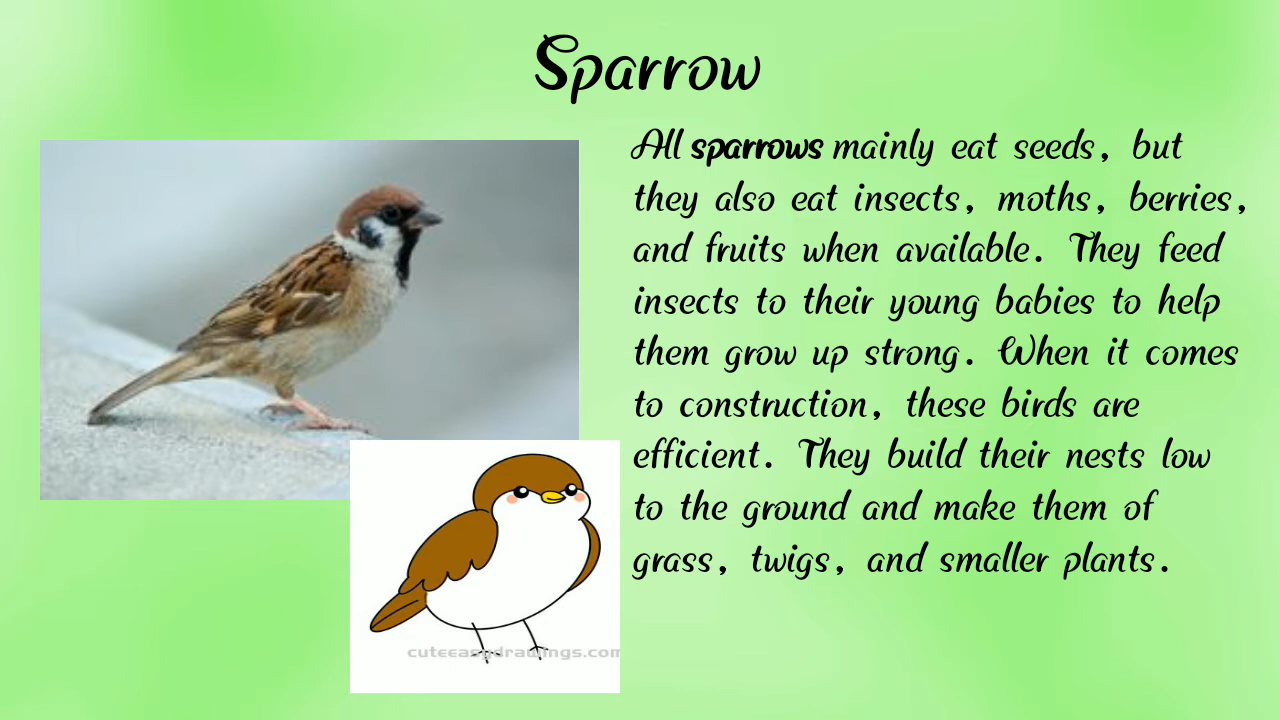 Sparrow
All sparrows mainly eat seeds, but
they also eat insects, moths, berries,
and fruits when available. They feed
insects to their young babies to help
them grow up strong. When it comes
to construction, these birds are
efficient. They build their nests low
to the ground and make them of
grass, twigs, and smaller plants.
cuteeasydrawings.com